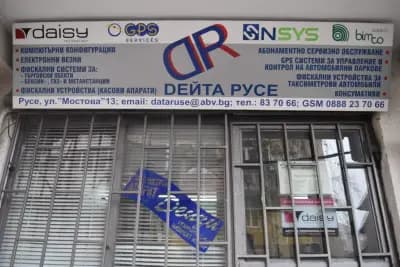 daisy
GPS
SERVICES
NSYS
bimto
DR
• КОМПЮТЪРНИ КОНФИГУРАЦИИ
• ЕЛЕКТРОННИ ВЕЗНИ
• ФИСКАЛНИ СИСТЕМИ ЗА:
- ТЪРГОВСКИ ОБЕКТИ
- БЕНЗИН-, ГАЗ- И МЕТАНСТАНЦИИ
• ФИСКАЛНИ УСТРОЙСТВА (КАСОВИ АПАРАТИ)
АБОНАМЕНТНО СЕРВИЗНО ОБСЛУЖВАНЕ •
GPS СИСТЕМИ ЗА УПРАВЛЕНИЕ И •
КОНТРОЛ НА АВТОМОБИЛНИ ПАРКОВЕ
ФИСКАЛНИ УСТРОЙСТВА ЗА •
ТАКСИМЕТРОВИ АВТОМОБИЛИ
КОНСУМАТИВИ •
ДЕЙТА РУСЕ
Русе, ул."Мостова"13; email: dataruse@abv.bg; тел.: 83 70 66; GSM 0888 23 70 66
daisy